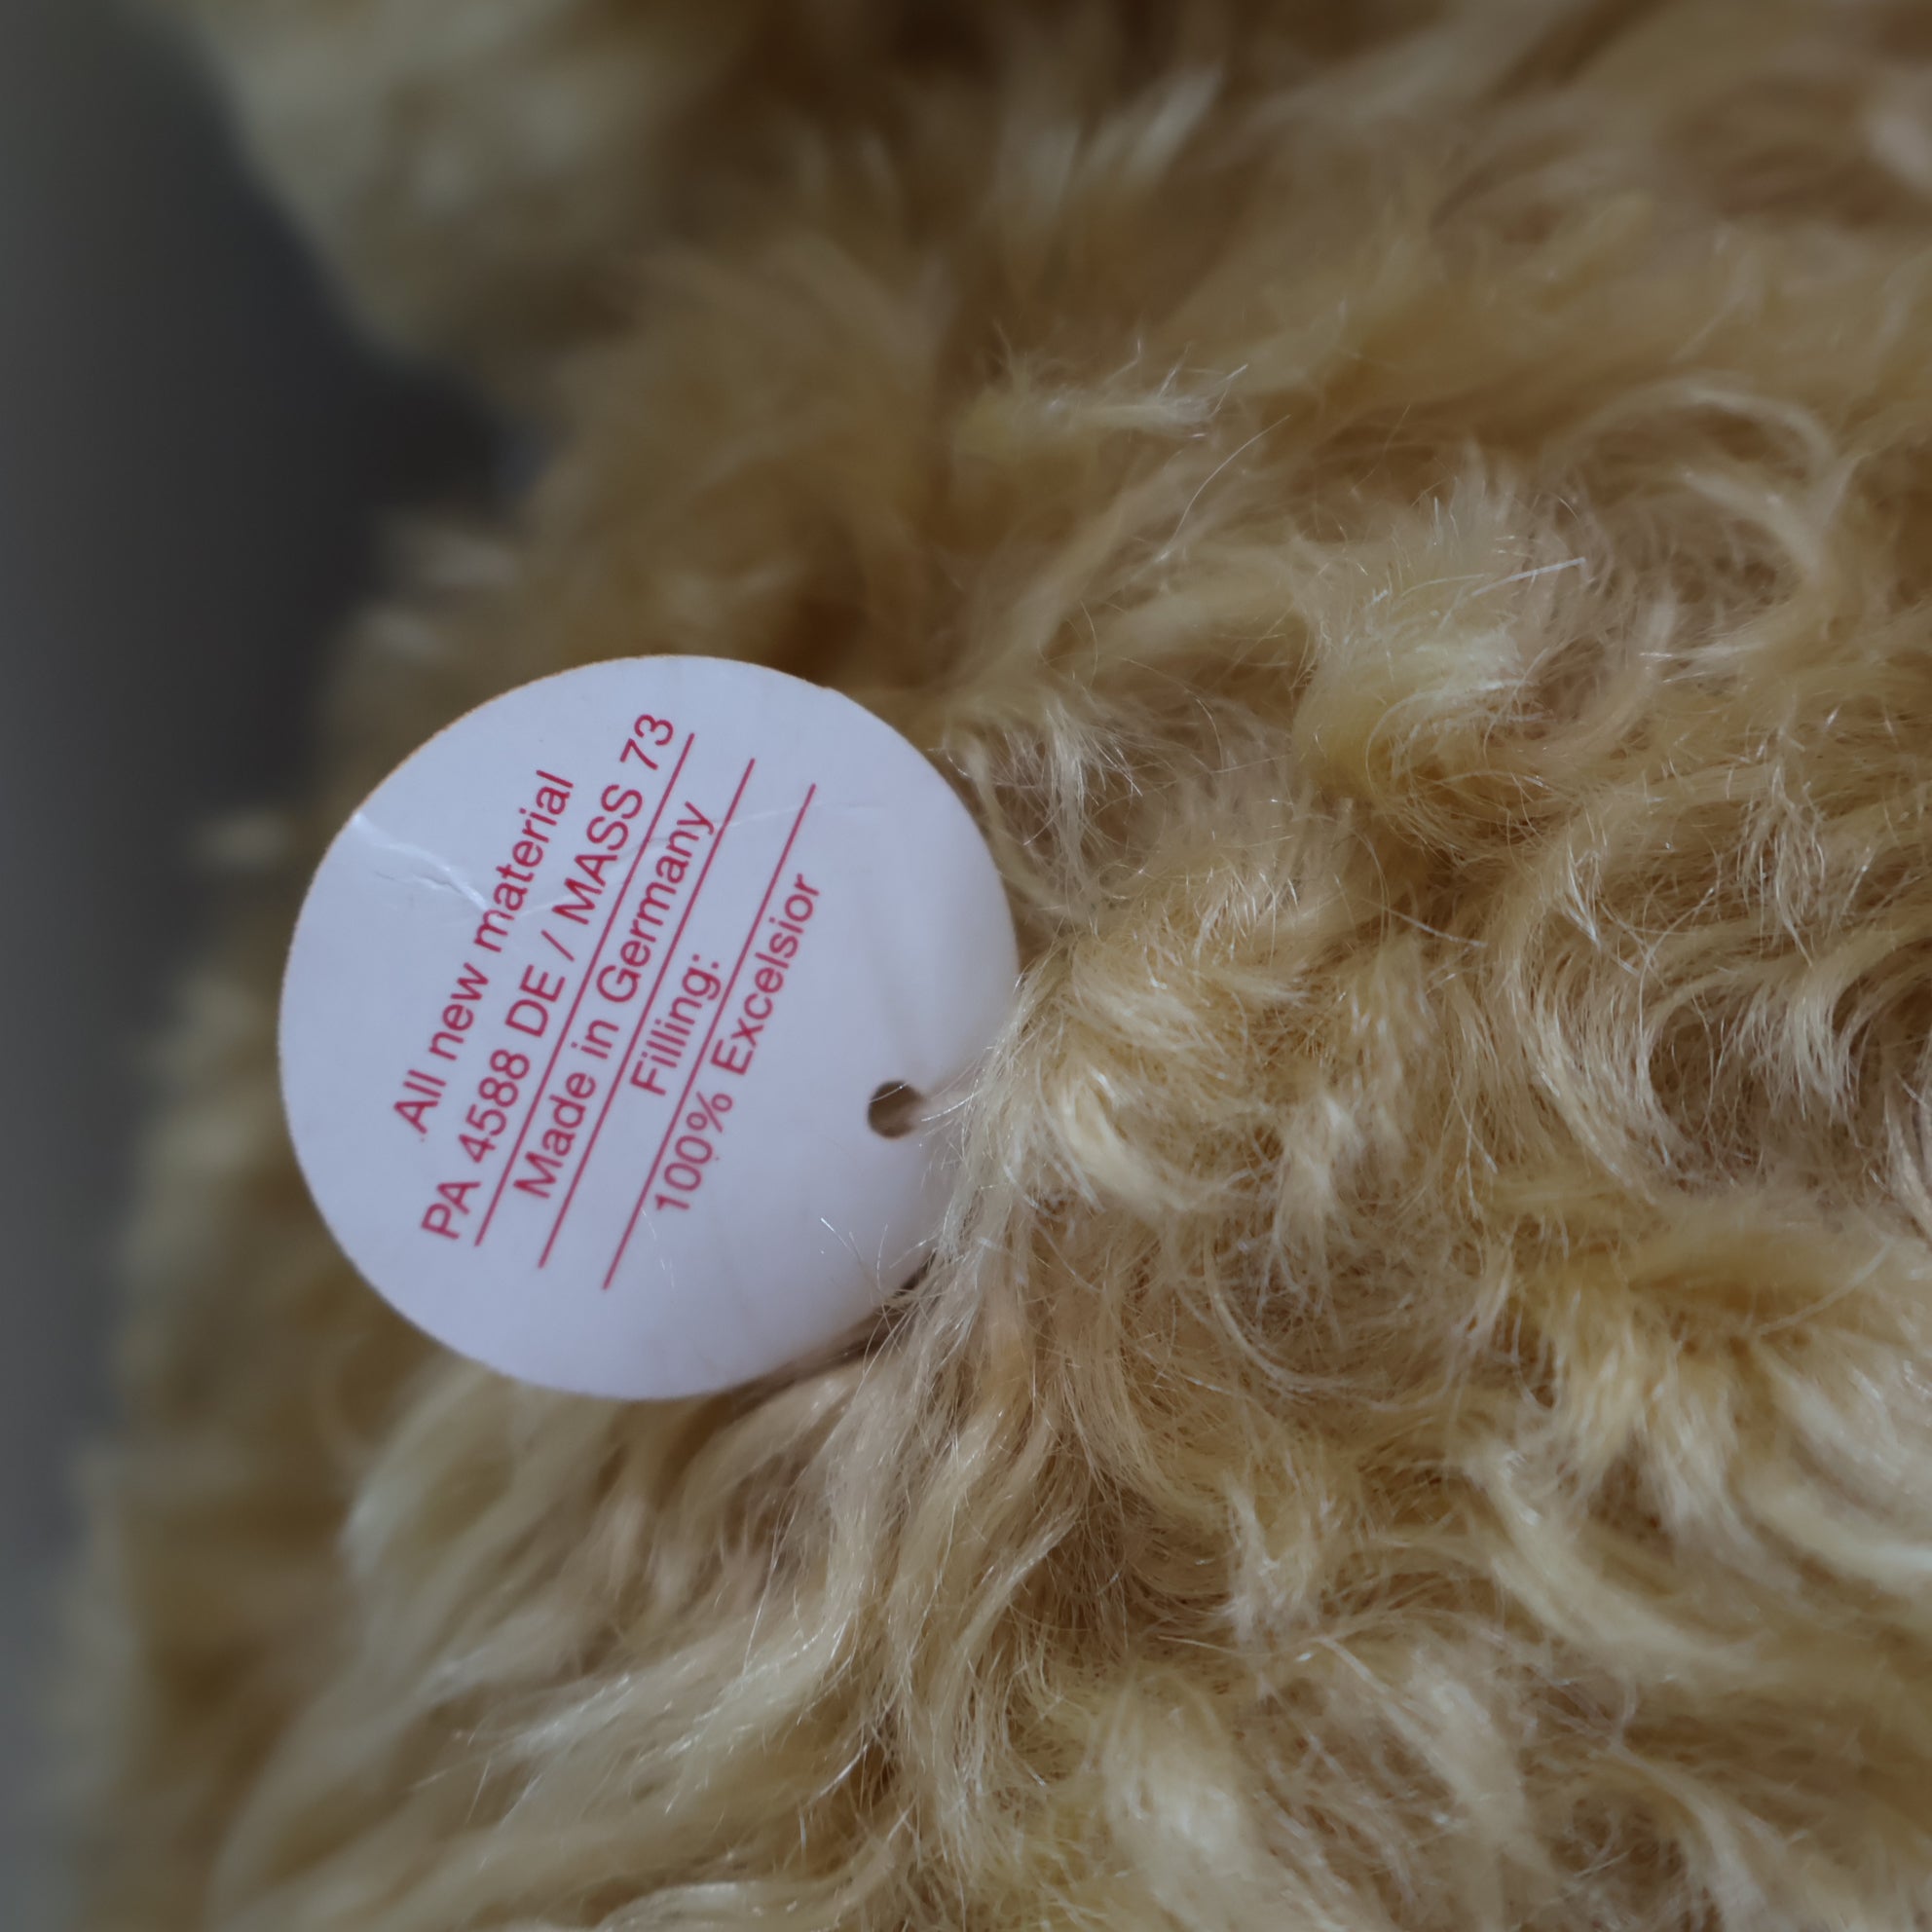 All new material
PA 4588 DE / MASS 73
Made in Germany
Filling:
100% Excelsior